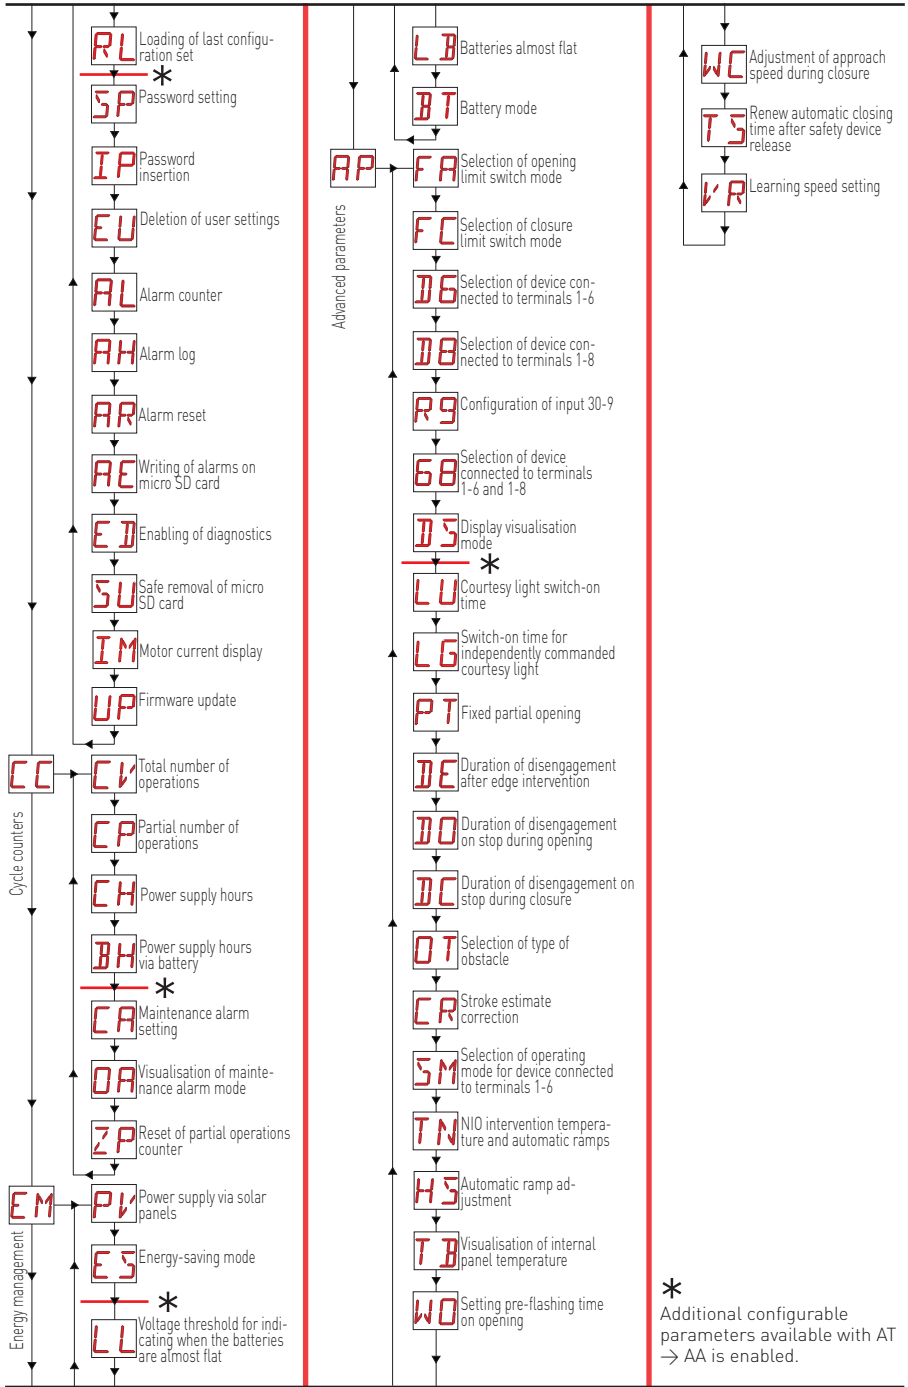 RL
Loading of last configu-
ration set
*
SP
Password setting
IP
Password
insertion
EU
Deletion of user settings
AL
Alarm counter
AH
Alarm log
AR
Alarm reset
AE
Writing of alarms on
micro SD card
ED
Enabling of diagnostics
SU
Safe removal of micro
SD card
IM
Motor current display
UP
Firmware update
CC
Cycle counters
CV
Total number of
operations
CP
Partial number of
operations
CH
Power supply hours
BH
Power supply hours
via battery
*
CA
Maintenance alarm
setting
OA
Visualisation of mainte-
nance alarm mode
ZP
Reset of partial operations
counter
EM
Energy management
PV
Power supply via solar
panels
ES
Energy-saving mode
*
LL
Voltage threshold for indi-
cating when the batteries
are almost flat
LB
Batteries almost flat
BT
Battery mode
AP
Advanced parameters
FA
Selection of opening
limit switch mode
FC
Selection of closure
limit switch mode
D6
Selection of device con-
nected to terminals 1-6
D8
Selection of device con-
nected to terminals 1-8
R9
Configuration of input 30-9
68
Selection of device
connected to terminals
1-6 and 1-8
DS
Display visualisation
mode
*
LU
Courtesy light switch-on
time
LG
Switch-on time for
independently commanded
courtesy light
PT
Fixed partial opening
DE
Duration of disengagement
after edge intervention
DO
Duration of disengagement
on stop during opening
DC
Duration of disengagement on
stop during closure
OT
Selection of type of
obstacle
CR
Stroke estimate
correction
SM
Selection of operating
mode for device connected
to terminals 1-6
TN
NIO intervention tempera-
ture and automatic ramps
HS
Automatic ramp ad-
justment
TB
Visualisation of internal
panel temperature
WO
Setting pre-flashing time
on opening
WC
Adjustment of approach
speed during closure
TS
Renew automatic closing
time after safety device
release
VR
Learning speed setting
*
Additional configurable
parameters available with AT
→ AA is enabled.